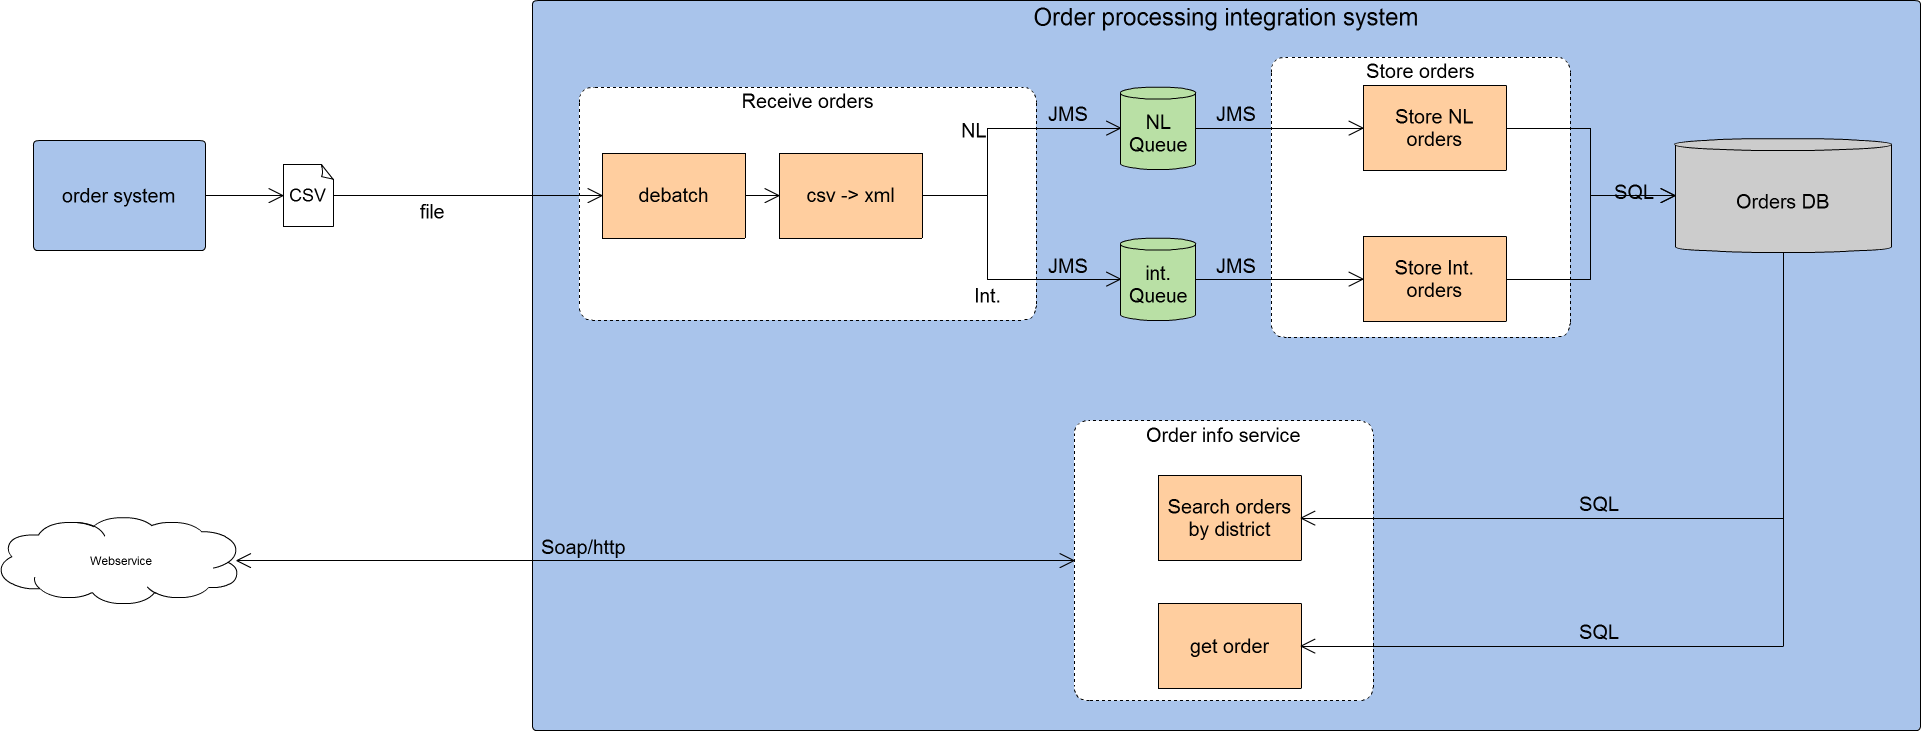 Order processing integration system
Receive orders
Store orders
order system
CSV
file
debatch
csv -> xml
NL
Int.
JMS
NL
Queue
JMS
Store NL
orders
JMS
int.
Queue
JMS
Store Int.
orders
SQL
Orders DB
Order info service
Search orders
by district
SQL
Webservice
Soap/http
get order
SQL